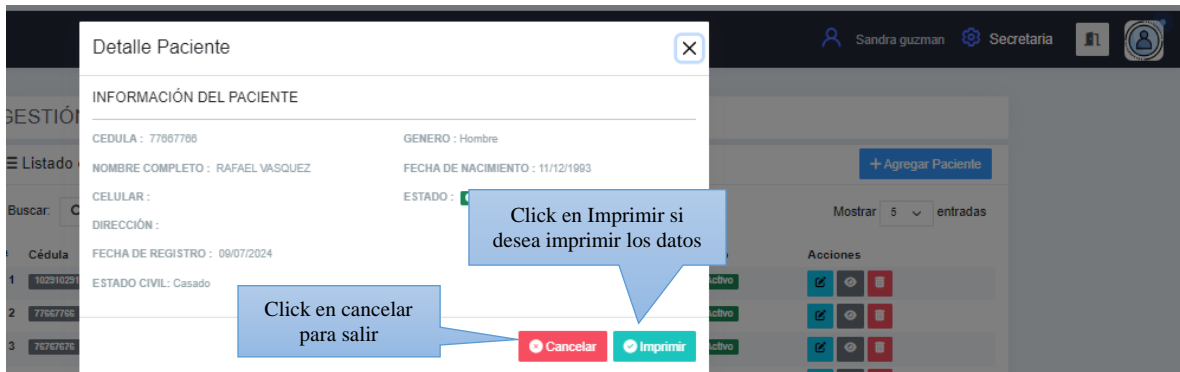 Detalle Paciente
Sandra guzman
Secretaria
INFORMACIÓN DEL PACIENTE
GESTIÓN
CEDULA : 77667766
GENERO : Hombre
Listado
NOMBRE COMPLETO : RAFAEL VASQUEZ
FECHA DE NACIMIENTO : 11/12/1993
+ Agregar Paciente
CELULAR :
ESTADO :
Buscar:
Mostrar 5 entradas
DIRECCIÓN :
Click en Imprimir si
desea imprimir los datos
Cédula
FECHA DE REGISTRO : 09/07/2024
Acciones
1
ESTADO CIVIL: Casado
Activo
Click en cancelar
para salir
2 77667766
Activo
3 76767676
Cancelar
Imprimir
Activo